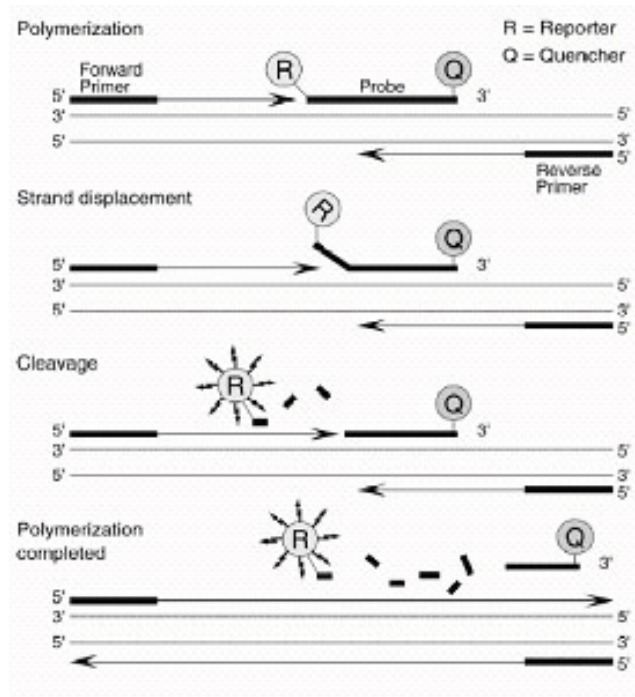 Polymerization
R = Reporter
Q = Quencher
Forward
Primer
R
Q
Probe
5'
3'
3'
5'
3'
5'
Reverse
Primer
Strand displacement
R
Q
5'
3'
3'
5'
5'
3'
5'
Cleavage
R
Q
5'
3'
3'
5'
5'
3'
5'
Polymerization
completed
R
Q
3'
5'
3'
5'
5'
3'
5'